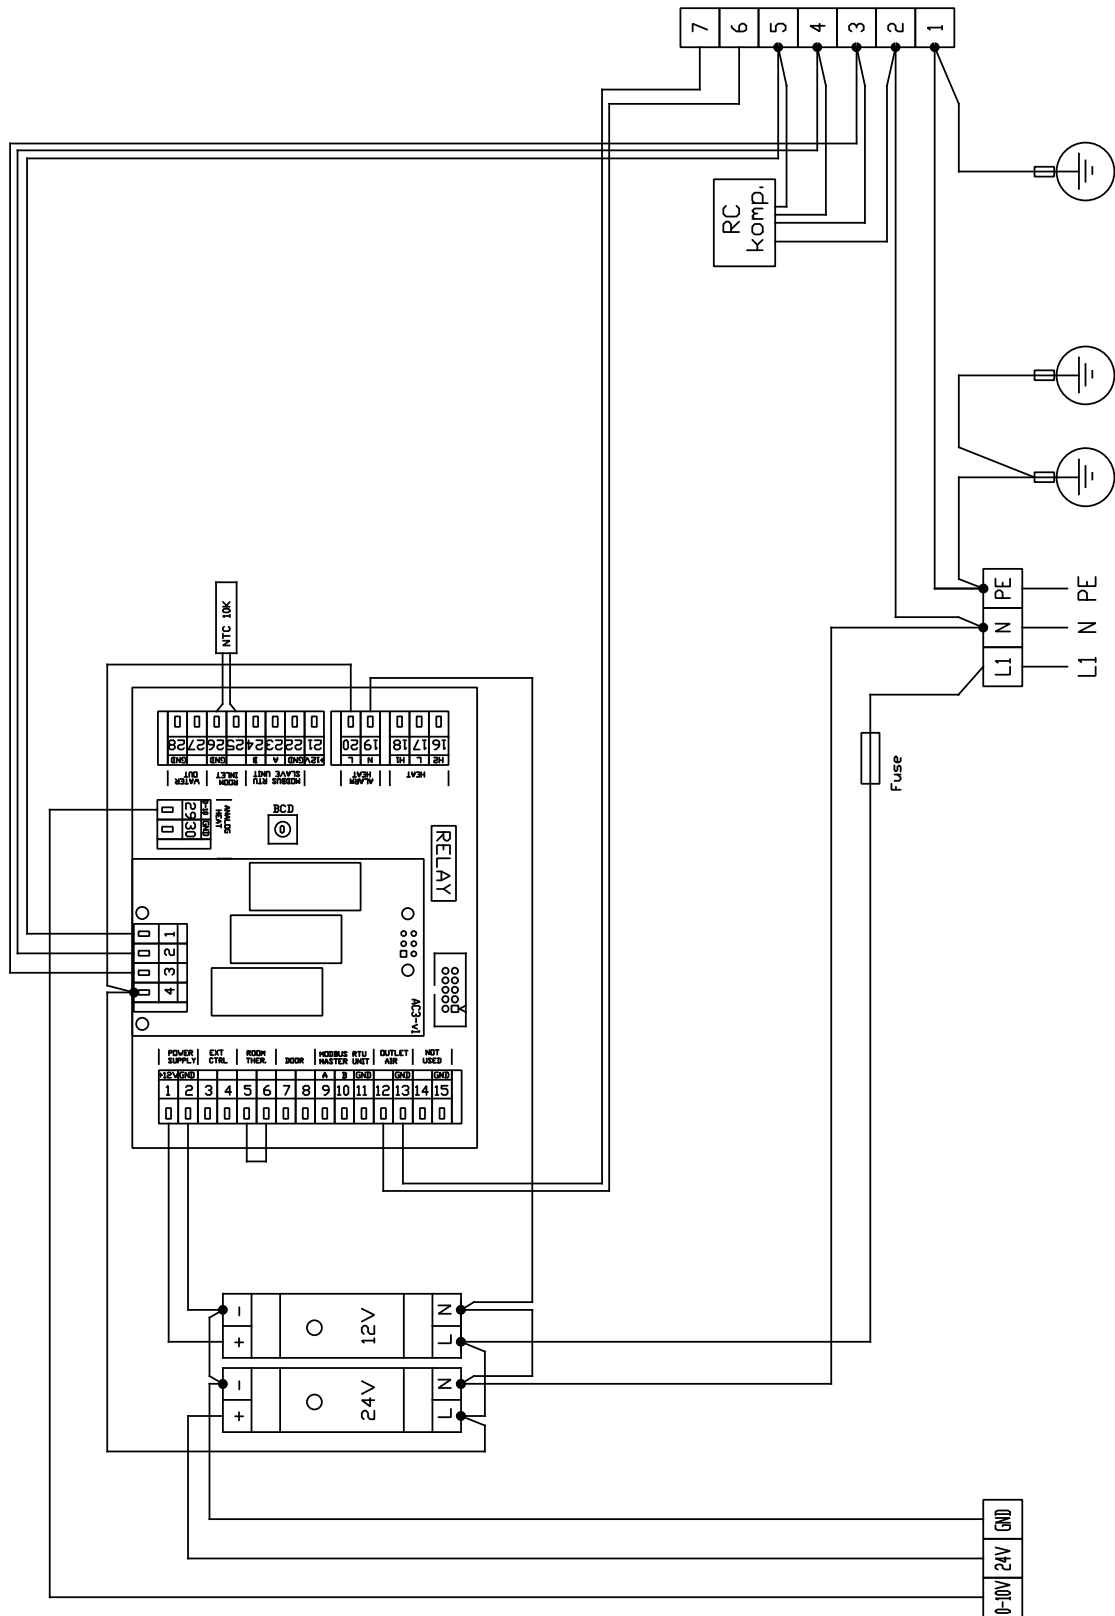 7 6 5 4 3 2 1
RC
komp.
PE N L1
PE N L1
Fuse
NTC 10K
28 27 26 25 24 23 22 21 20 19 18 17 16
GND GND B A GND +12V L N H1 L H2
WATER
OUT
ROOM
INLET
MODBUS RTU
SLAVE UNIT
ALARM
HEAT
HEAT
29 30
0-10 GND
ANALOG
HEAT
BCD
RELAY
1
2
3
4
AC3-v1
POWER
SUPPLY
EXT
CTRL
ROOM
THER.
DOOR
MODBUS RTU
MASTER UNIT
OUTLET
AIR
NOT
USED
+12V GND A B GND GND GND
1 2 3 4 5 6 7 8 9 10 11 12 13 14 15
- + 12V N L
- + 24V N L
GND
24V
0-10V